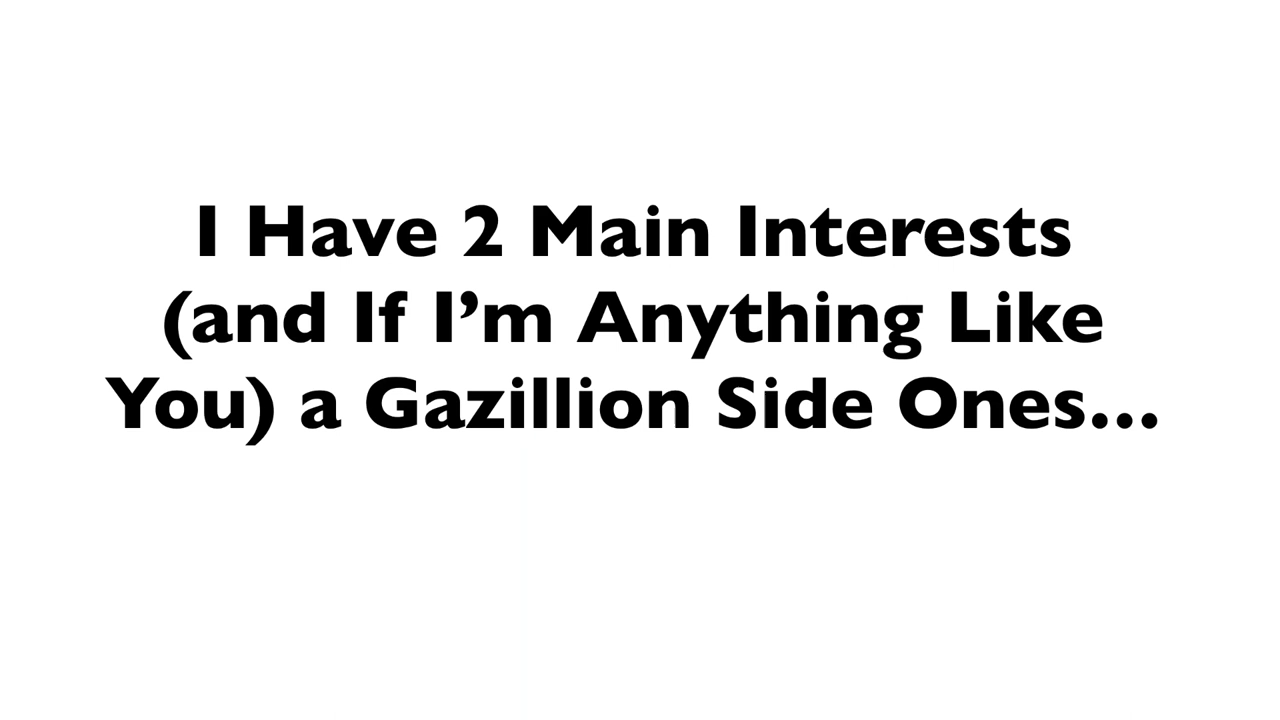 I Have 2 Main Interests
(and If I’m Anything Like
You) a Gazillion Side Ones…